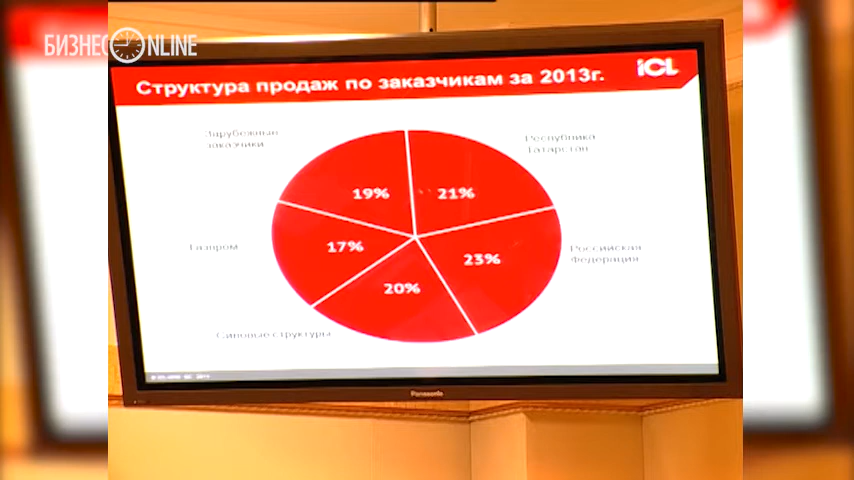 БИЗНЕС ONLINE
Структура продаж по заказчикам за 2013г.
iCL
Зарубежные
заказчики
Республика
Татарстан
19%
21%
Газпром
17%
23%
Российская
Федерация
20%
Силовые структуры
Panasonic